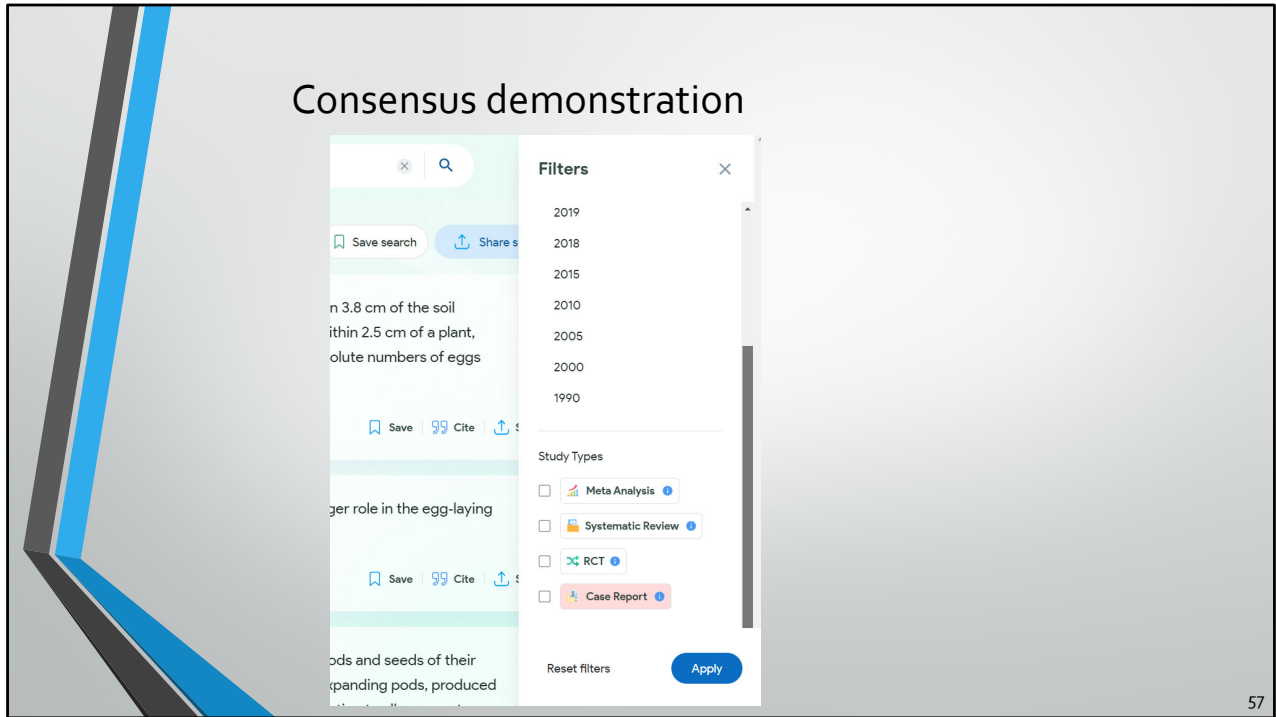 Consensus demonstration
Save search
Share s
n 3.8 cm of the soil
ithin 2.5 cm of a plant,
olute numbers of eggs
Save
Cite
S
ger role in the egg-laying
Save
Cite
S
ods and seeds of their
xpanding pods, produced
Filters
2019
2018
2015
2010
2005
2000
1990
Study Types
Meta Analysis
Systematic Review
RCT
Case Report
Reset filters
Apply
57